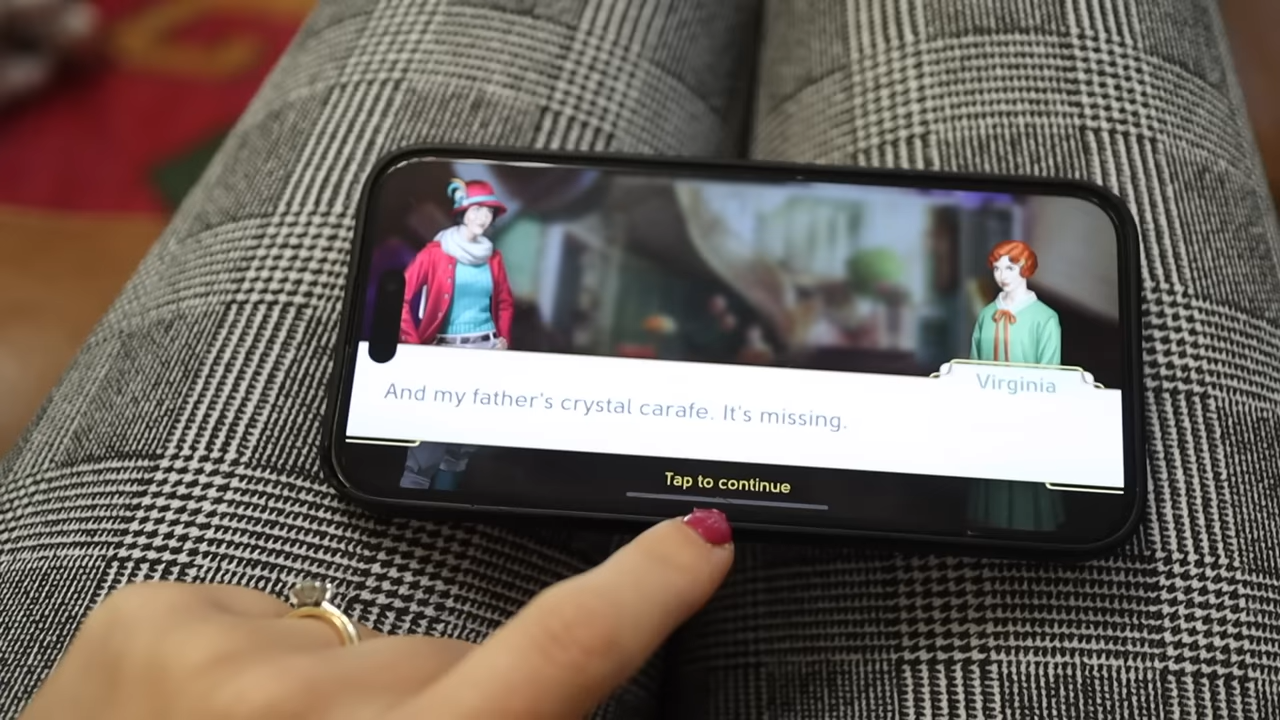 Virginia
And my father's crystal carafe. It's missing.
Tap to continue